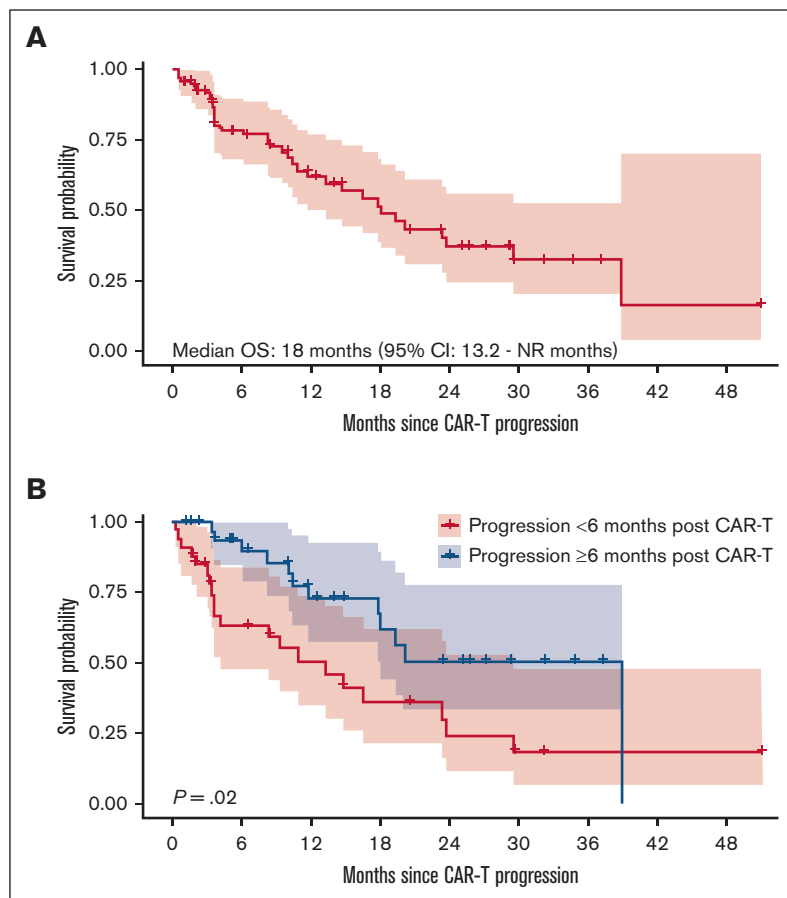 A
1.00
0.75
0.50
0.25
0.00
Survival probability
Median OS: 18 months (95% CI: 13.2 - NR months)
0 6 12 18 24 30 36 42 48
Months since CAR-T progression
B
1.00
0.75
0.50
0.25
0.00
Survival probability
Progression <6 months post CAR-T
Progression ≥6 months post CAR-T
P = .02
0 6 12 18 24 30 36 42 48
Months since CAR-T progression